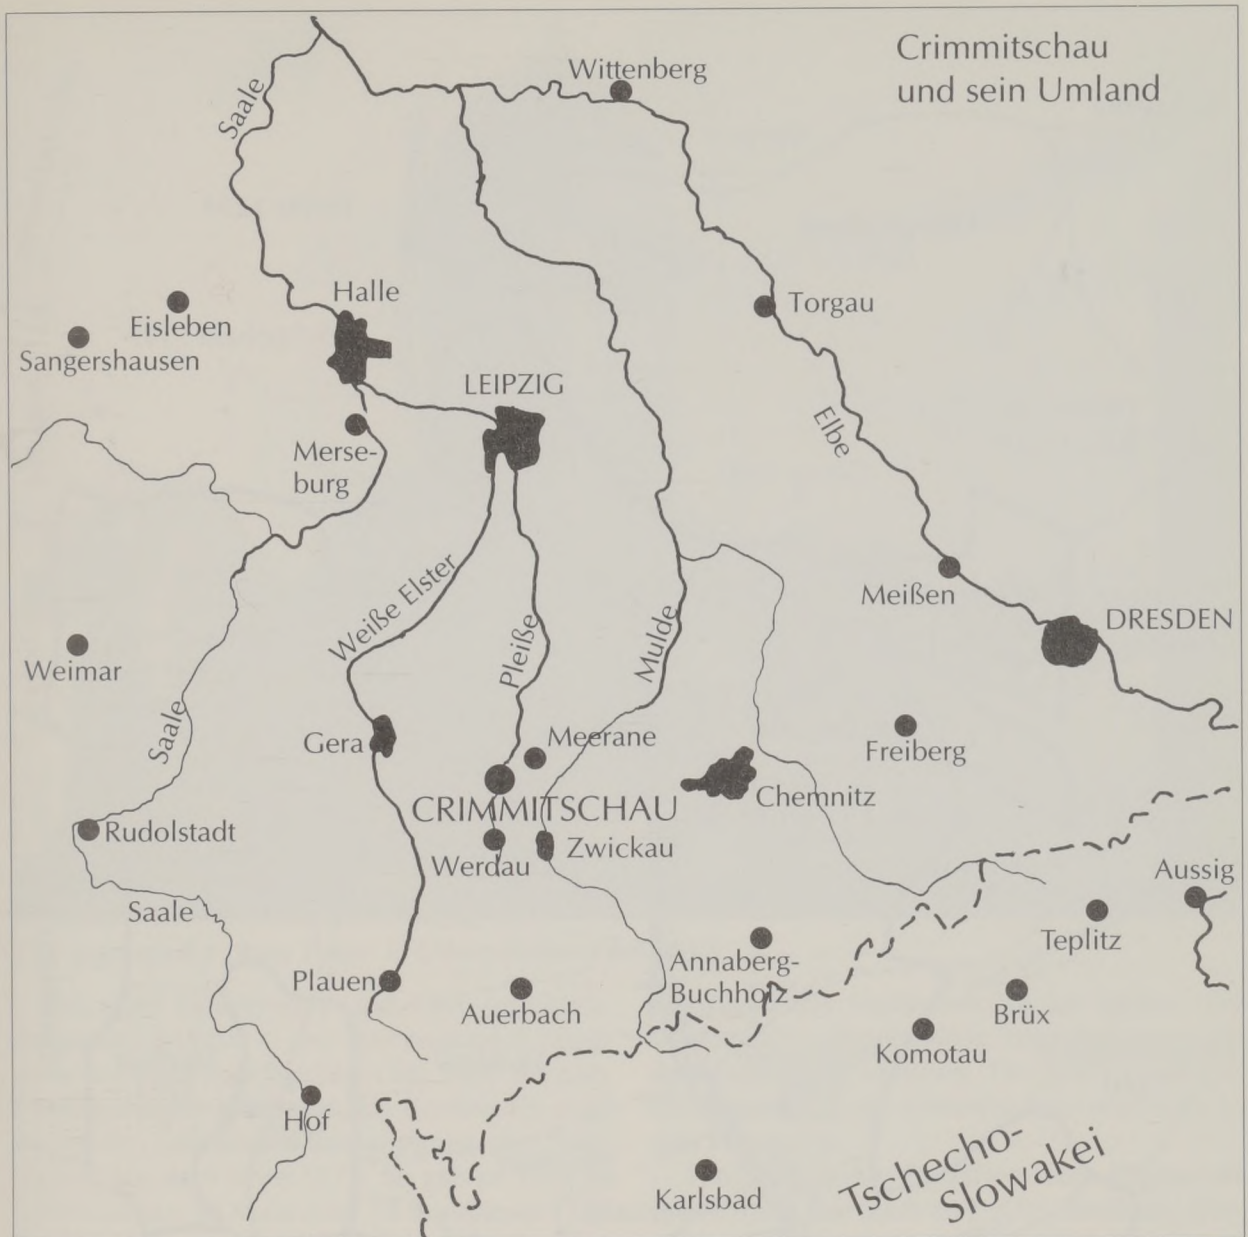 Crimmitschau
und sein Umland
Wittenberg
Saale
Halle
Torgau
Eisleben
Sangershausen
LEIPZIG
Elbe
Merse-
burg
Weiße Elster
Meißen
Pleiße
Mulde
DRESDEN
Weimar
Saale
Gera
Meerane
Freiberg
Chemnitz
CRIMMITSCHAU
Rudolstadt
Zwickau
Werdau
Aussig
Saale
Teplitz
Annaberg-
Buchholz
Plauen
Auerbach
Brüx
Komotau
Hof
Tschecho-
Slowakei
Karlsbad